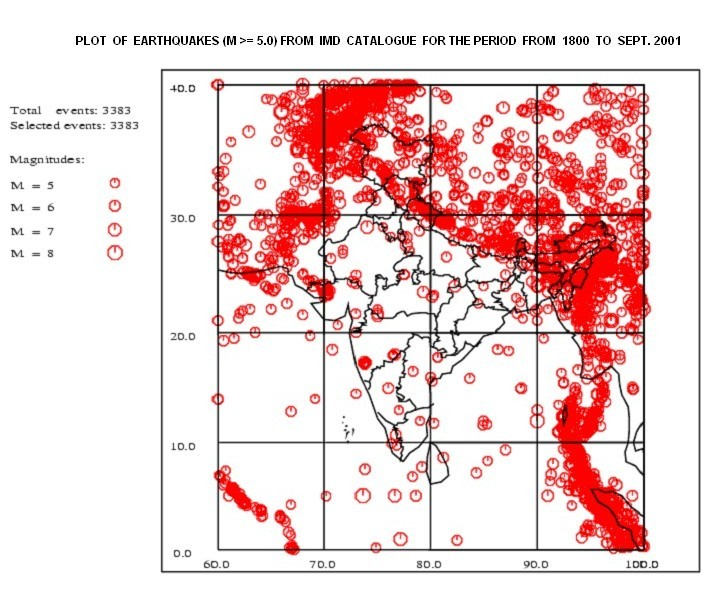 PLOT OF EARTHQUAKES (M >= 5.0) FROM IMD CATALOGUE FOR THE PERIOD FROM 1800 TO SEPT. 2001
Total events: 3383
Selected events: 3383
Magnitudes:
M = 5
M = 6
M = 7
M = 8
40.0
30.0
20.0
10.0
0.0
60.0 70.0 80.0 90.0 100.0